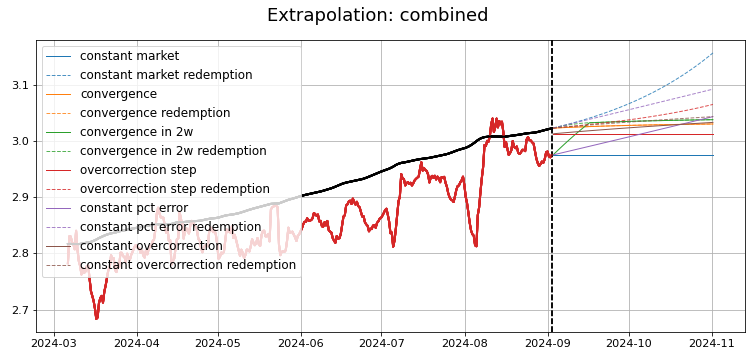 Extrapolation: combined
constant market
constant market redemption
convergence
convergence redemption
convergence in 2w
convergence in 2w redemption
overcorrection step
overcorrection step redemption
constant pct error
constant pct error redemption
constant overcorrection
constant overcorrection redemption
3.1
3.0
2.9
2.8
2.7
2024-03 2024-04 2024-05 2024-06 2024-07 2024-08 2024-09 2024-10 2024-11